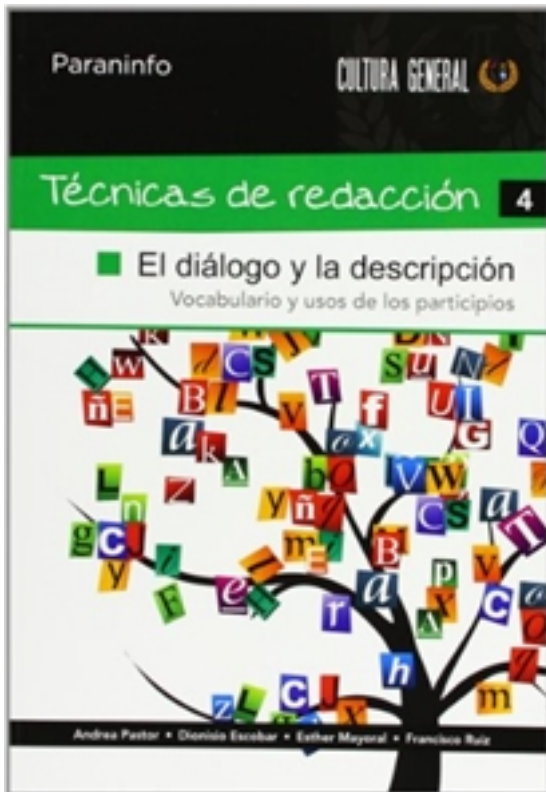 Paraninfo
CULTURA GENERAL
Técnicas de redacción 4
El diálogo y la descripción
Vocabulario y usos de los participios
Andrea Pastor • Dionisio Escobar • Esther Mayoral • Francisco Ruiz